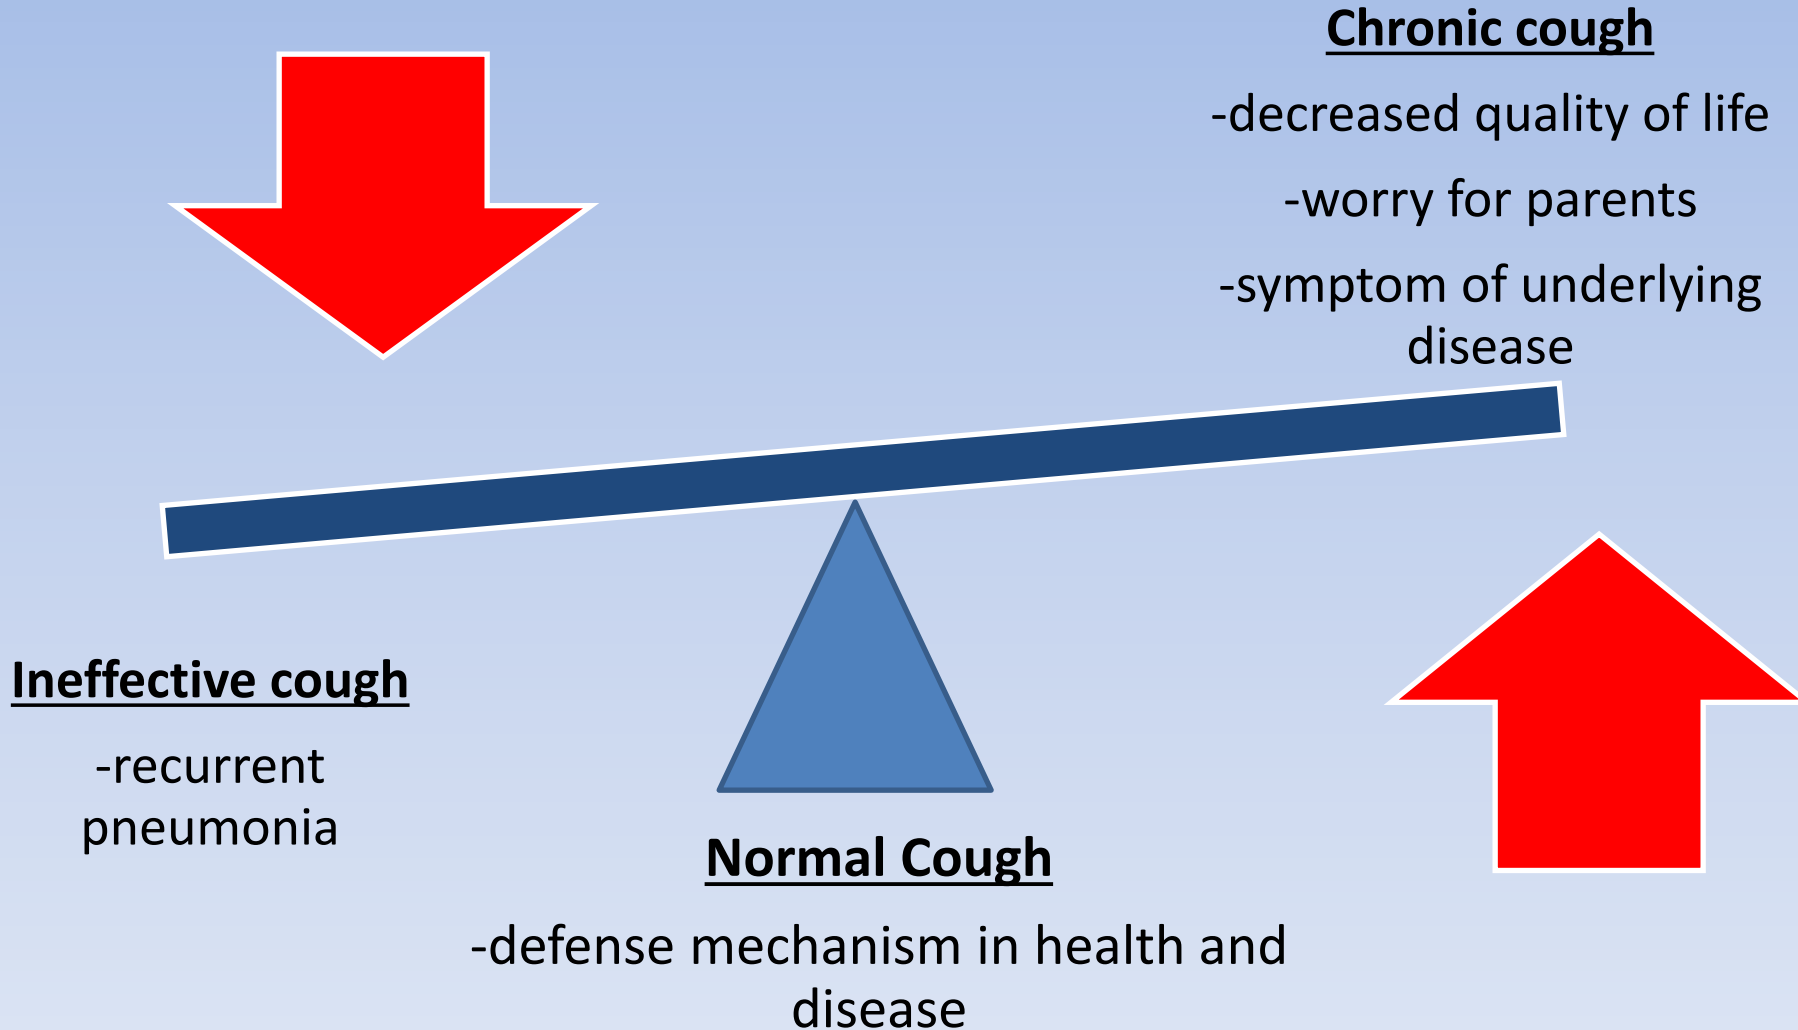 Chronic cough
-decreased quality of life
-worry for parents
-symptom of underlying
disease
Ineffective cough
-recurrent
pneumonia
Normal Cough
-defense mechanism in health and
disease